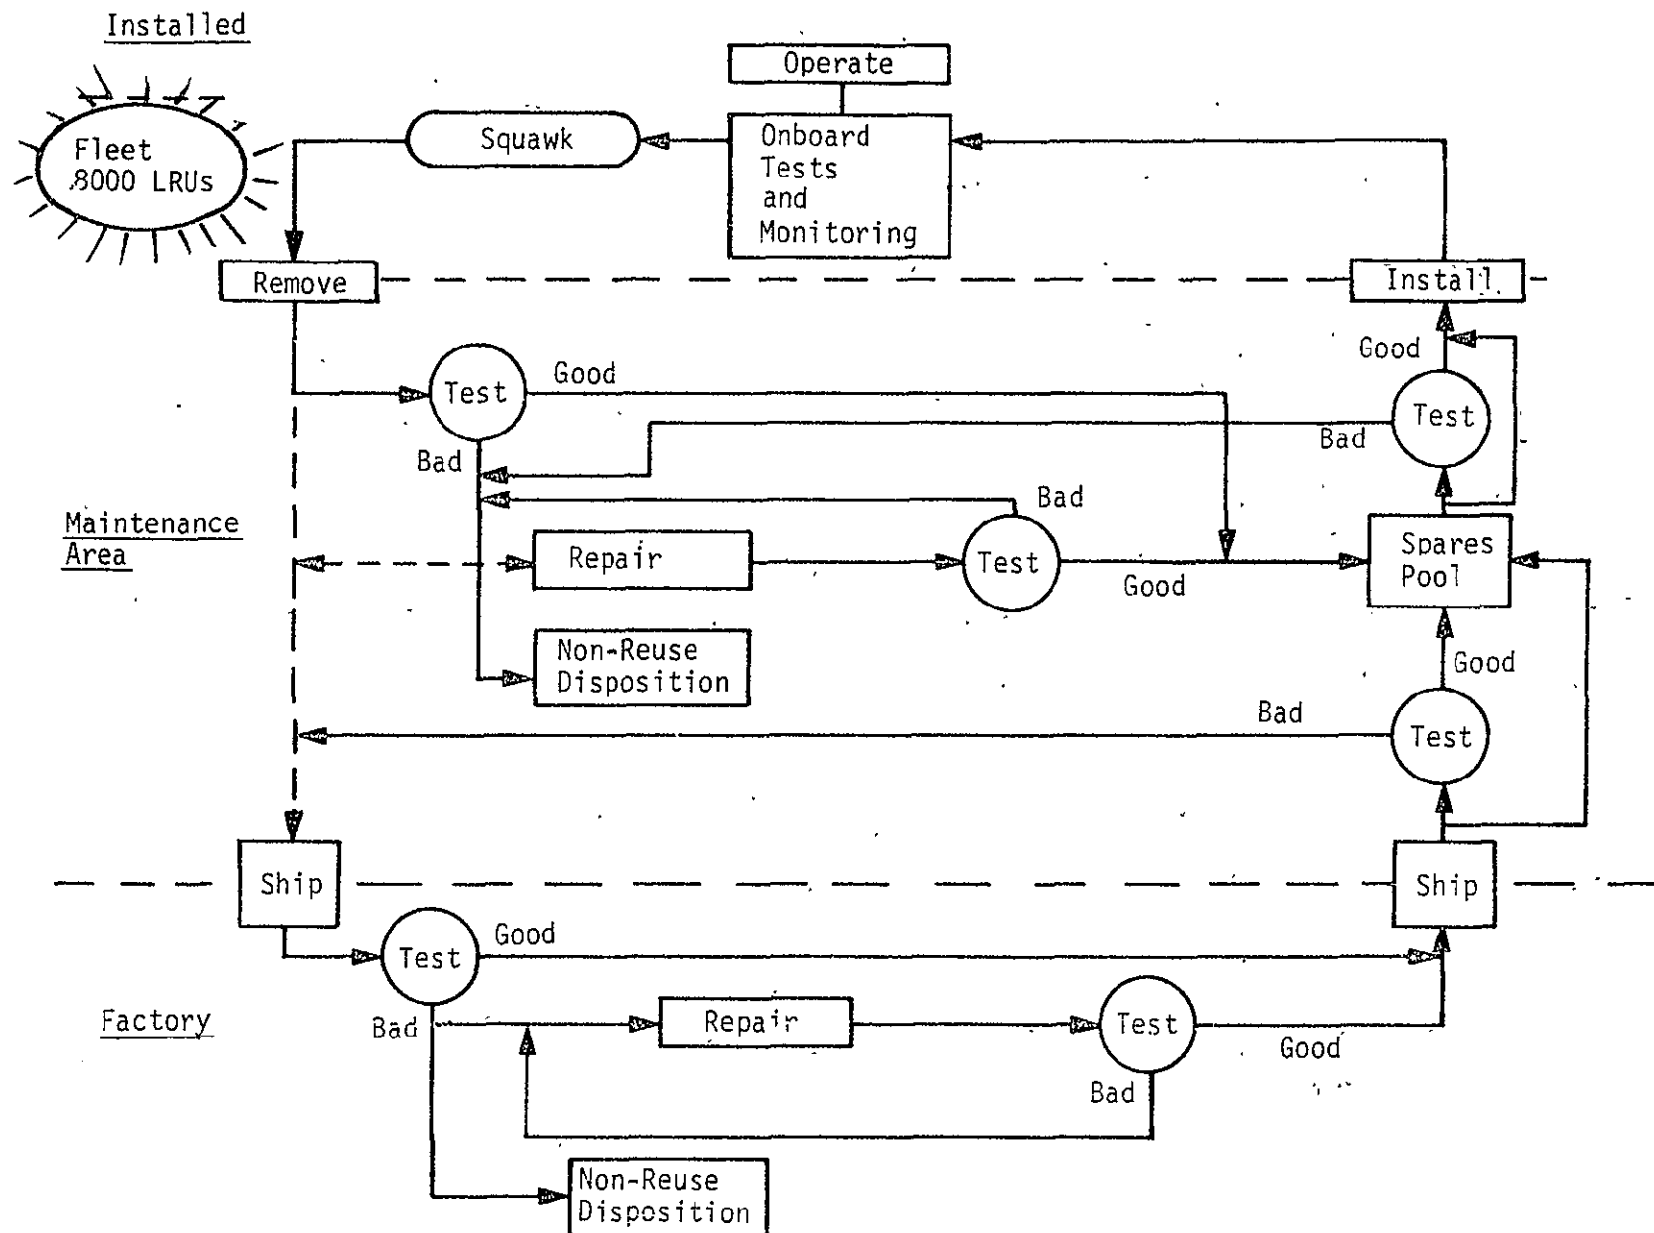 Installed
Operate
Fleet
8000 LRUs
Squawk
Onboard
Tests
and
Monitoring
Remove
Install
Test
Good
Good
Test
Bad
Bad
Maintenance
Area
Bad
Repair
Test
Good
Spares
Pool
Non-Reuse
Disposition
Good
Bad
Test
Ship
Ship
Test
Good
Factory
Bad
Repair
Test
Good
Bad
Non-Reuse
Disposition